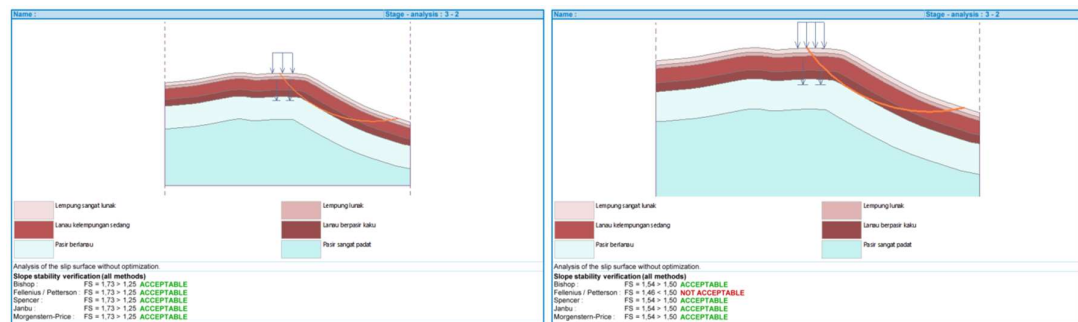 Name :
Stage - analysis : 3 - 2
Lempung sangat lunak
Lempung lunak
Lanau kelempungan sedang
Lanau berpasir kaku
Pasir berlanau
Pasir sangat padat
Analysis of the slip surface without optimization.
Slope stability verification (all methods)
Bishop : FS = 1,73 > 1,25 ACCEPTABLE
Fellenius / Petterson : FS = 1,73 > 1,25 ACCEPTABLE
Spencer : FS = 1,73 > 1,25 ACCEPTABLE
Janbu : FS = 1,73 > 1,25 ACCEPTABLE
Morgenstern-Price : FS = 1,73 > 1,25 ACCEPTABLE
Name :
Stage - analysis : 3 - 2
Lempung sangat lunak
Lempung lunak
Lanau kelempungan sedang
Lanau berpasir kaku
Pasir berlanau
Pasir sangat padat
Analysis of the slip surface without optimization.
Slope stability verification (all methods)
Bishop : FS = 1,54 > 1,50 ACCEPTABLE
Fellenius / Petterson : FS = 1,46 < 1,50 NOT ACCEPTABLE
Spencer : FS = 1,54 > 1,50 ACCEPTABLE
Janbu : FS = 1,54 > 1,50 ACCEPTABLE
Morgenstern-Price : FS = 1,54 > 1,50 ACCEPTABLE